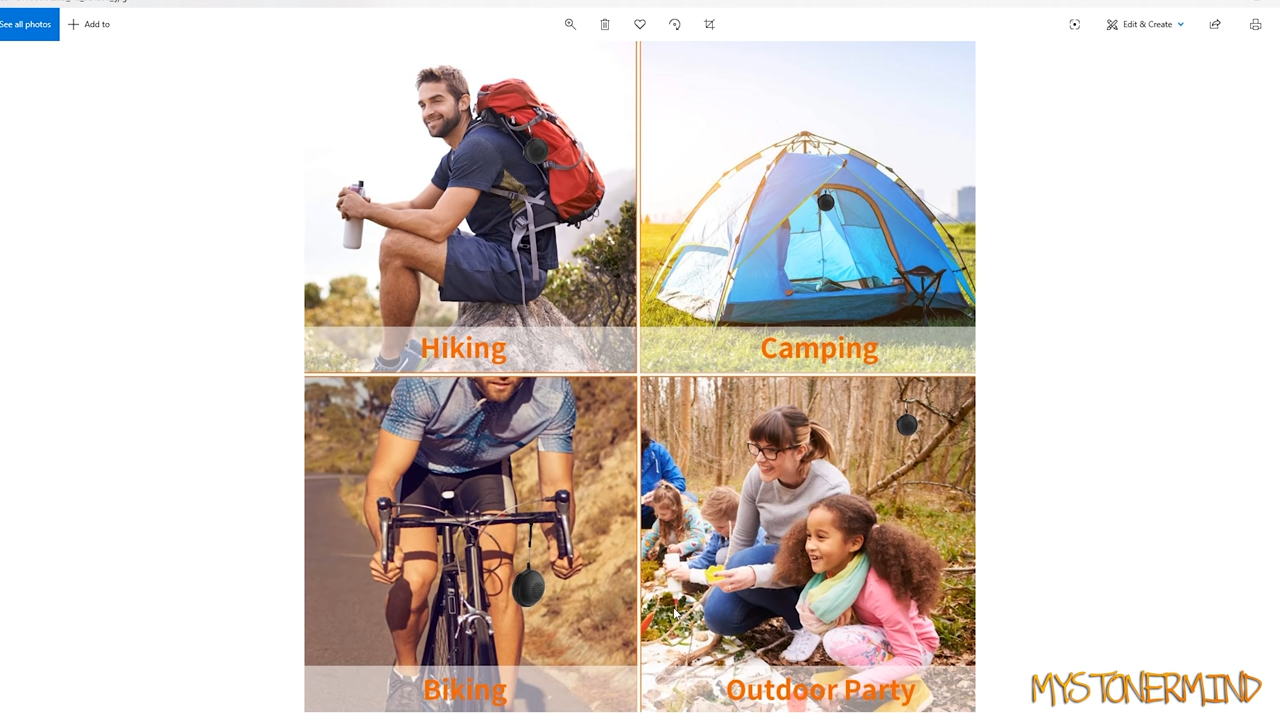 See all photos
Add to
Edit & Create
Hiking
Camping
Biking
Outdoor Party
MYSTONERMIND